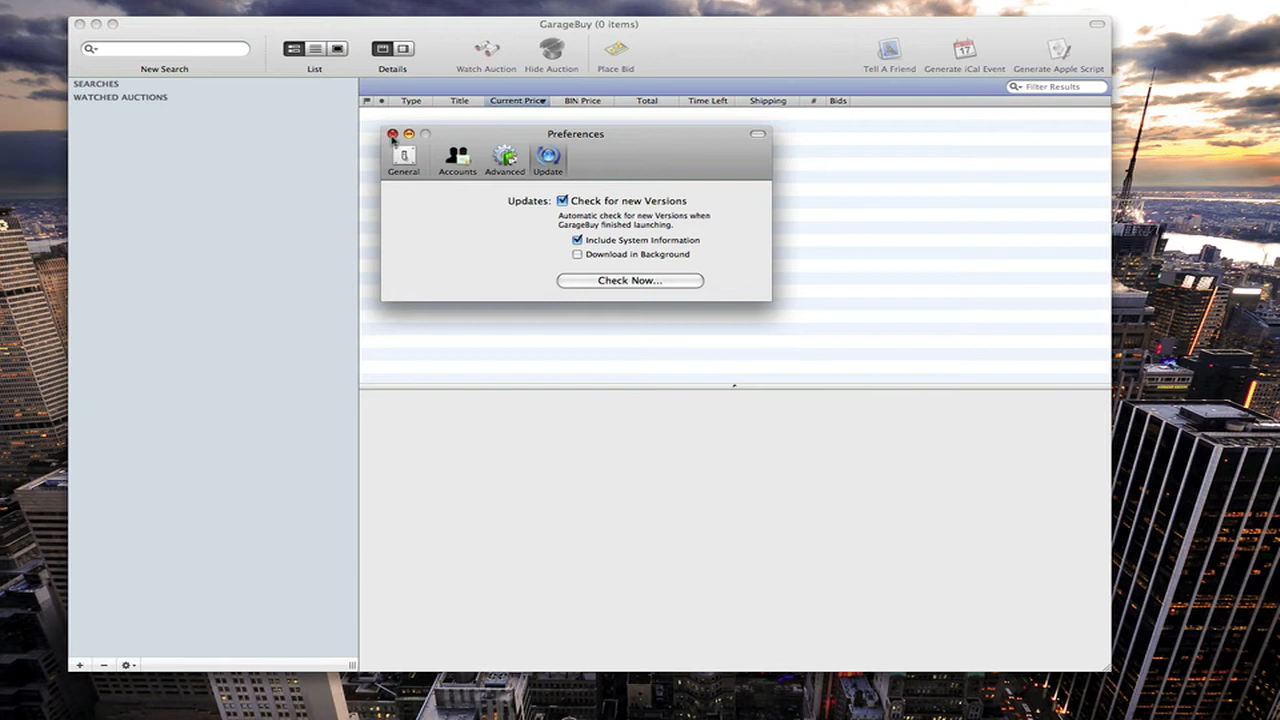 GarageBuy (0 items)
New Search
List
Details
Watch Auction
Hide Auction
Place Bid
Tell A Friend
17
Generate iCal Event
Generate Apple Script
SEARCHES
WATCHED AUCTIONS
Filter Results
Type
Title
Current Price
BIN Price
Total
Time Left
Shipping
#
Bids
Preferences
General
Accounts
Advanced
Update
Updates: Check for new Versions
Automatic check for new Versions when
GarageBuy finished launching.
Include System Information
Download in Background
Check Now...